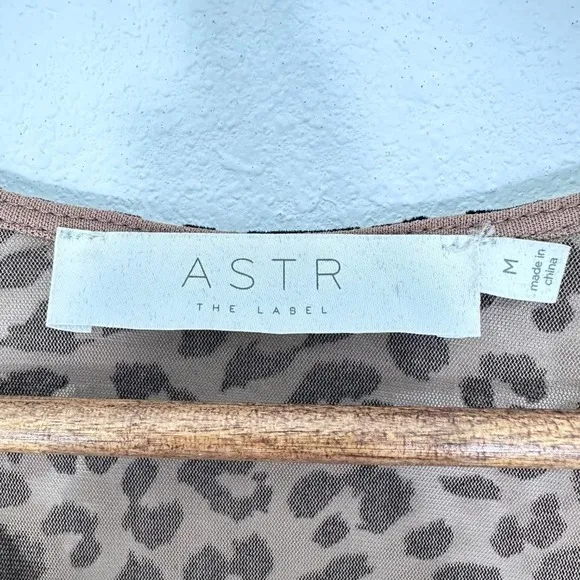 ASTR
THE LABEL
M
made in
china